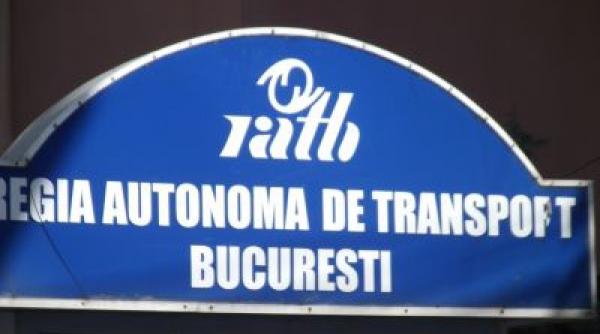 ratb
REGIA AUTONOMA DE TRANSPORT
BUCURESTI